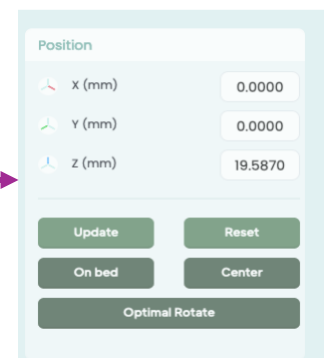 Position
X (mm) 0.0000
Y (mm) 0.0000
Z (mm) 19.5870
Update Reset
On bed Center
Optimal Rotate